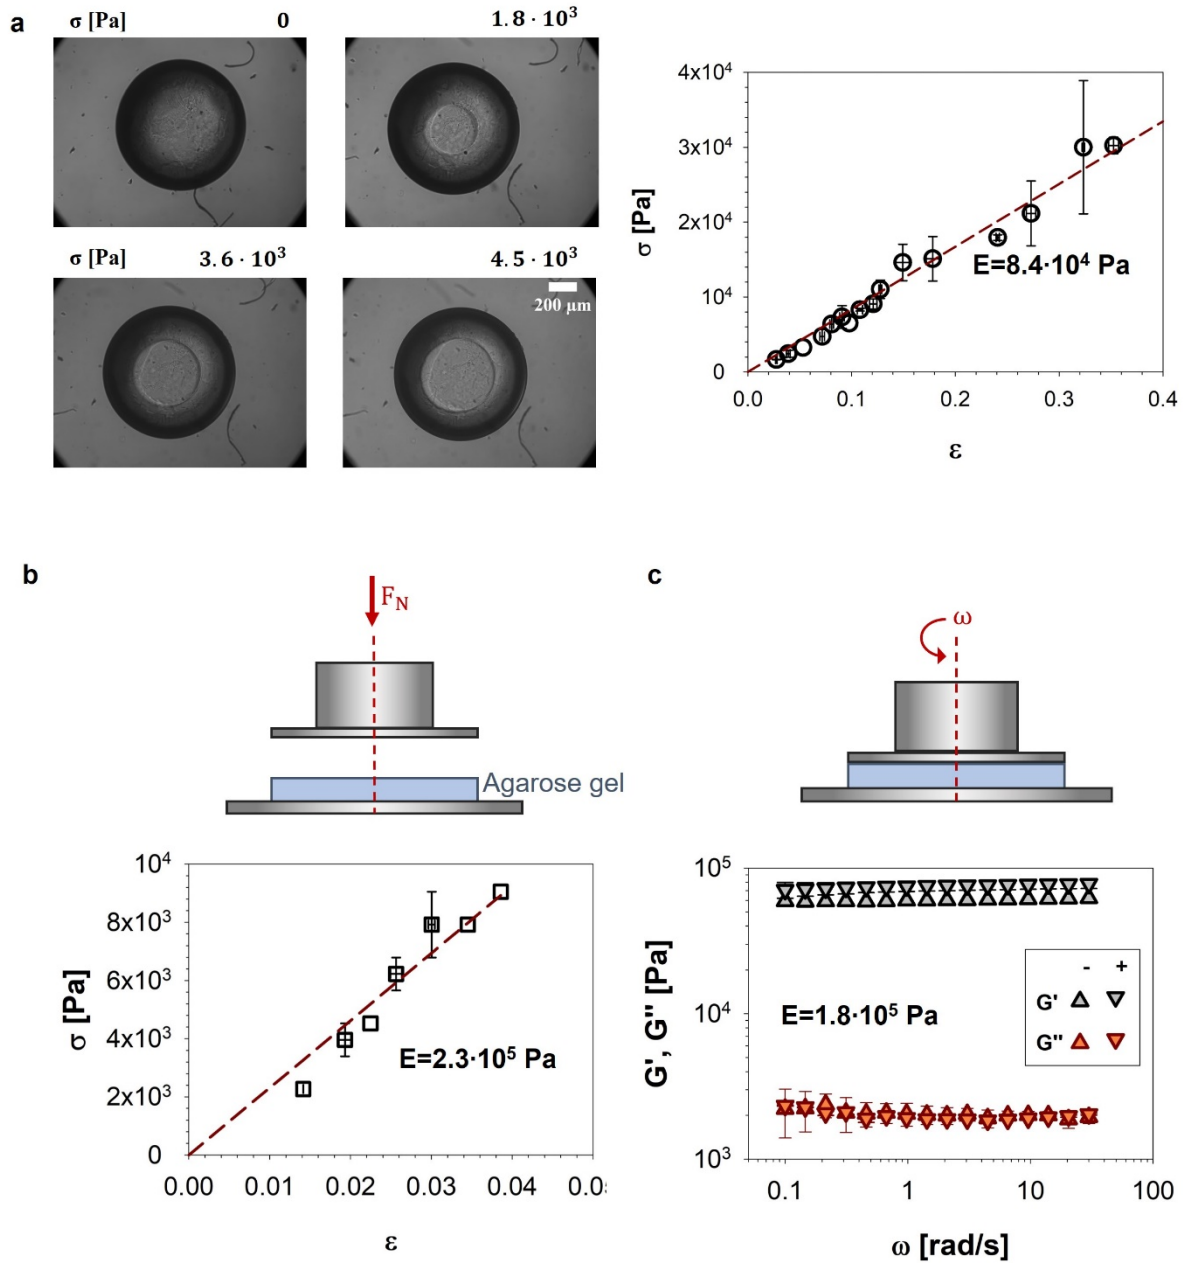 a
σ [Pa] 0 1.8 · 10³
σ [Pa] 3.6 · 10³ 4.5 · 10³
200 μm
4x10⁴
3x10⁴
2x10⁴
10⁴
0
σ [Pa]
E=8.4·10⁴ Pa
0.0 0.1 0.2 0.3 0.4
ε
b
F_N
Agarose gel
10⁴
8x10³
6x10³
4x10³
2x10³
0
σ [Pa]
E=2.3·10⁵ Pa
0.00 0.01 0.02 0.03 0.04
ε
c
ω
10⁵
10⁴
10³
G', G'' [Pa]
- +
G'
G''
E=1.8·10⁵ Pa
0.1 1 10 100
ω [rad/s]